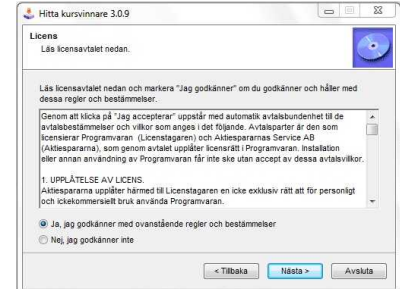 Hitta kursvinnare 3.0.9
Licens
Läs licensavtalet nedan.
Läs licensavtalet nedan och markera "Jag godkänner" om du godkänner och håller med
dessa regler och bestämmelser.
Genom att klicka på "Jag accepterar" uppstår med automatik avtalsbundenhet till de
avtalsbestämmelser och villkor som anges i det följande. Avtalsparter är den som
licensierar Programvaran (Licenstagaren) och Aktiespararnas Service AB
(Aktiespararna), som genom avtalet upplåter licensrätt i Programvaran. Installation
eller annan användning av Programvaran får inte ske utan accept av dessa avtalsvillkor.
1. UPPLÅTELSE AV LICENS.
Aktiespararna upplåter härmed till Licenstagaren en icke exklusiv rätt att för personligt
och ickekommersiellt bruk använda Programvaran.
Ja, jag godkänner med ovanstående regler och bestämmelser
Nej, jag godkänner inte
< Tillbaka
Nästa >
Avsluta